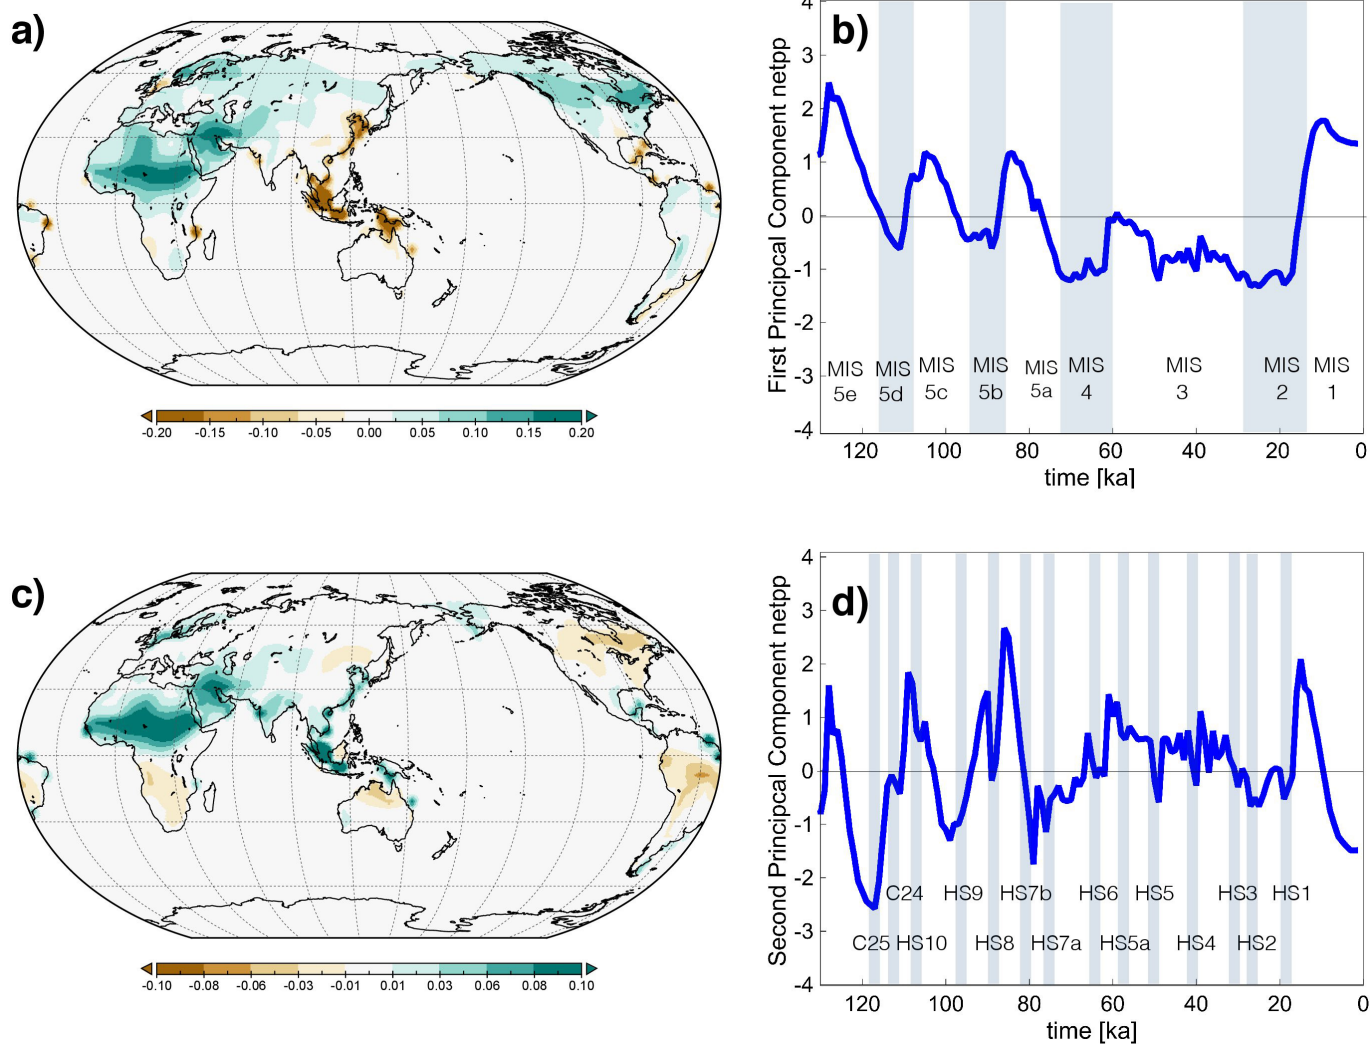 a)
-0.20 -0.15 -0.10 -0.05 0.00 0.05 0.10 0.15 0.20
b)
First Principcal Component netpp
4
3
2
1
0
-1
-2
-3
-4
MIS 5e
MIS 5d
MIS 5c
MIS 5b
MIS 5a
MIS 4
MIS 3
MIS 2
MIS 1
120 100 80 60 40 20 0
time [ka]
c)
-0.10 -0.08 -0.06 -0.03 -0.01 0.01 0.03 0.06 0.08 0.10
d)
Second Principcal Component netpp
4
3
2
1
0
-1
-2
-3
-4
C24 HS9 HS7b HS6 HS5 HS3 HS1
C25 HS10 HS8 HS7a HS5a HS4 HS2
120 100 80 60 40 20 0
time [ka]